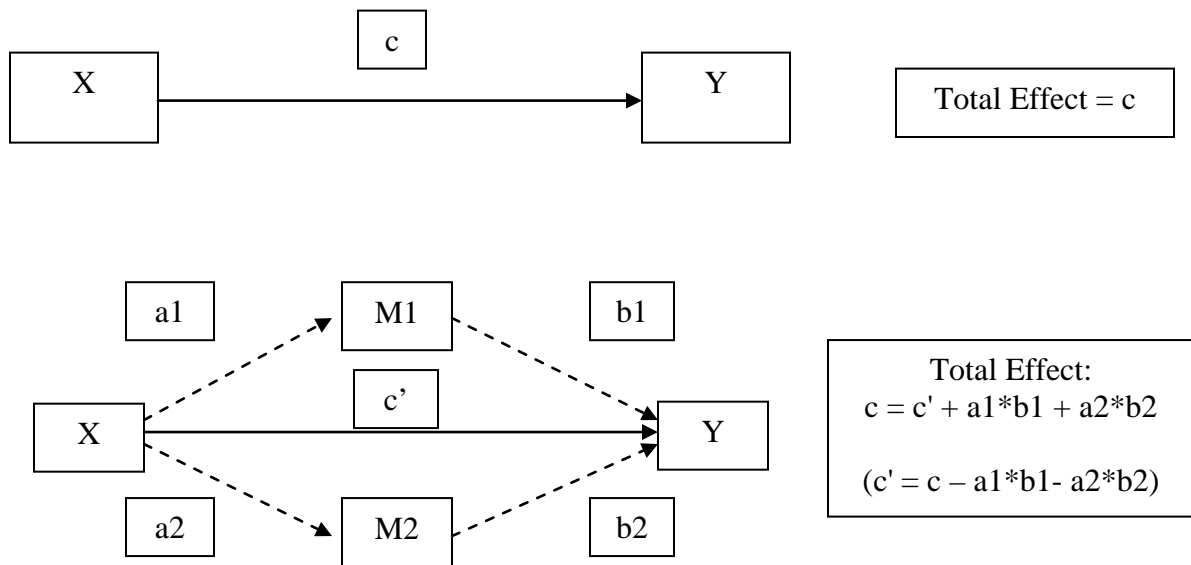 c
X
Y
Total Effect = c
a1
M1
b1
c’
X
Y
Total Effect:
c = c' + a1*b1 + a2*b2
(c' = c – a1*b1- a2*b2)
a2
M2
b2